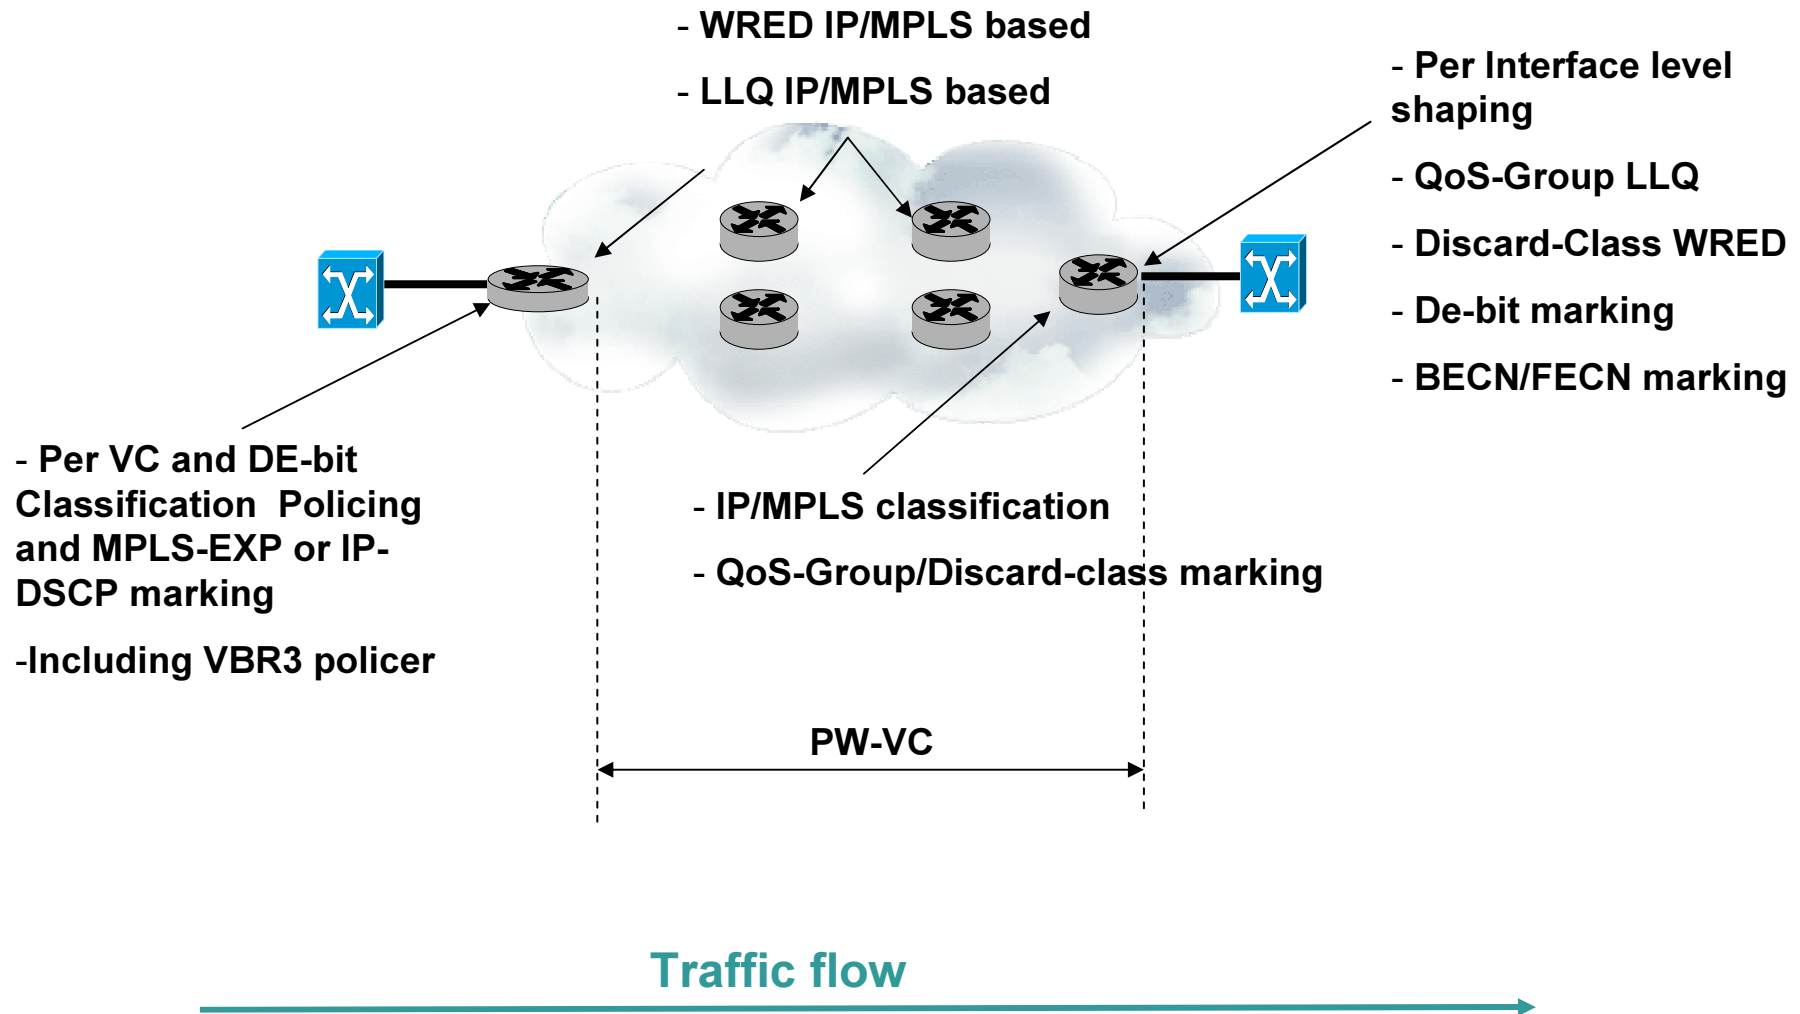 - WRED IP/MPLS based
- LLQ IP/MPLS based
- Per Interface level
shaping
- QoS-Group LLQ
- Discard-Class WRED
- De-bit marking
- BECN/FECN marking
- Per VC and DE-bit
Classification  Policing
and MPLS-EXP or IP-
DSCP marking
-Including VBR3 policer
- IP/MPLS classification
- QoS-Group/Discard-class marking
PW-VC
Traffic flow